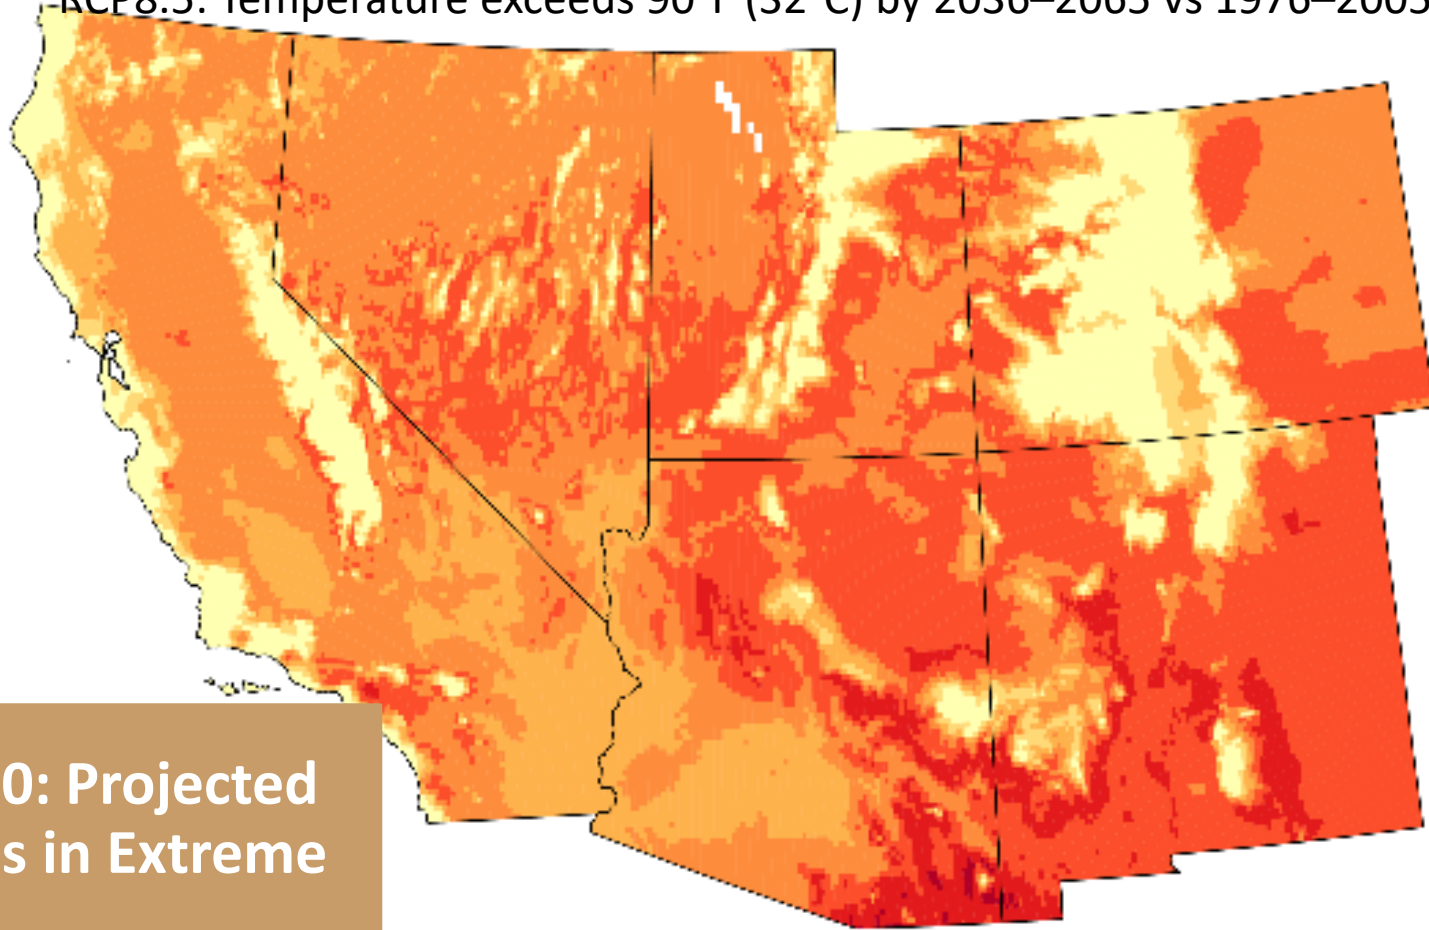 RCP8.5: Temperature exceeds 90°F (32°C) by 2036–2065 vs 1976–2005
0: Projected
s in Extreme